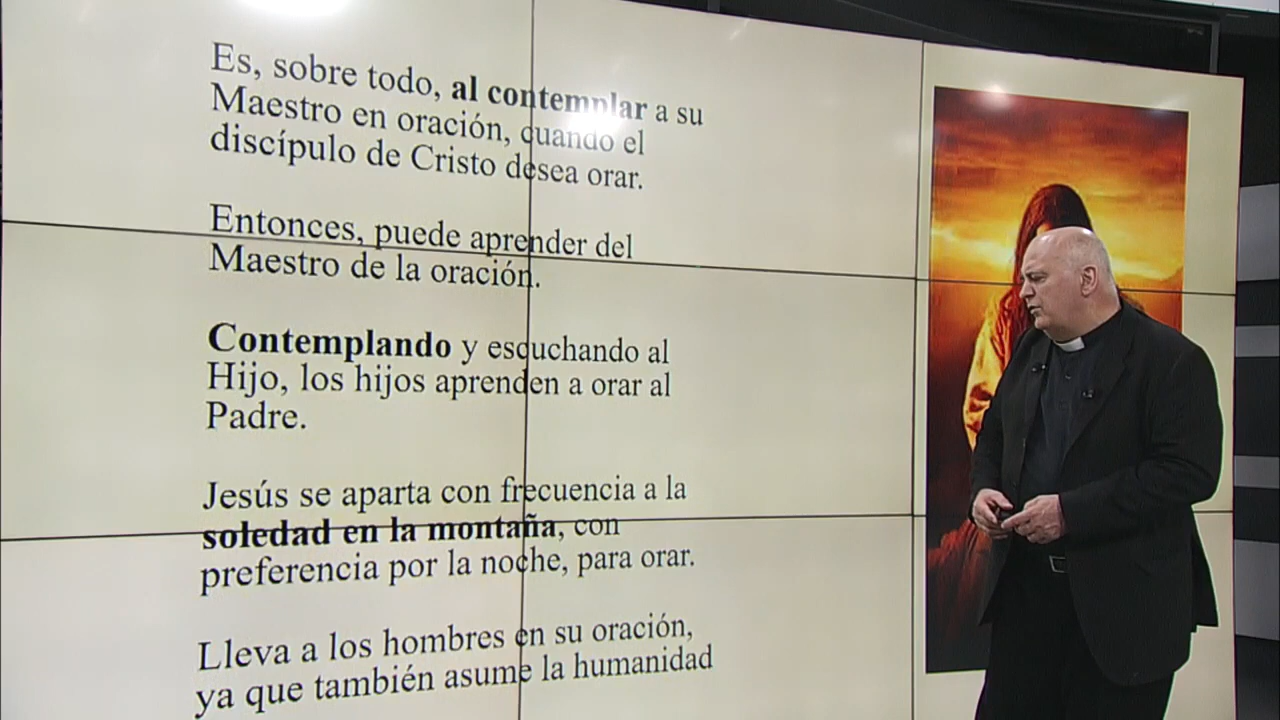 Es, sobre todo, al contemplar a su
Maestro en oración, cuando el
discípulo de Cristo desea orar.
Entonces, puede aprender del
Maestro de la oración.
Contemplando y escuchando al
Hijo, los hijos aprenden a orar al
Padre.
Jesús se aparta con frecuencia a la
soledad en la montaña, con
preferencia por la noche, para orar.
Lleva a los hombres en su oración,
ya que también asume la humanidad